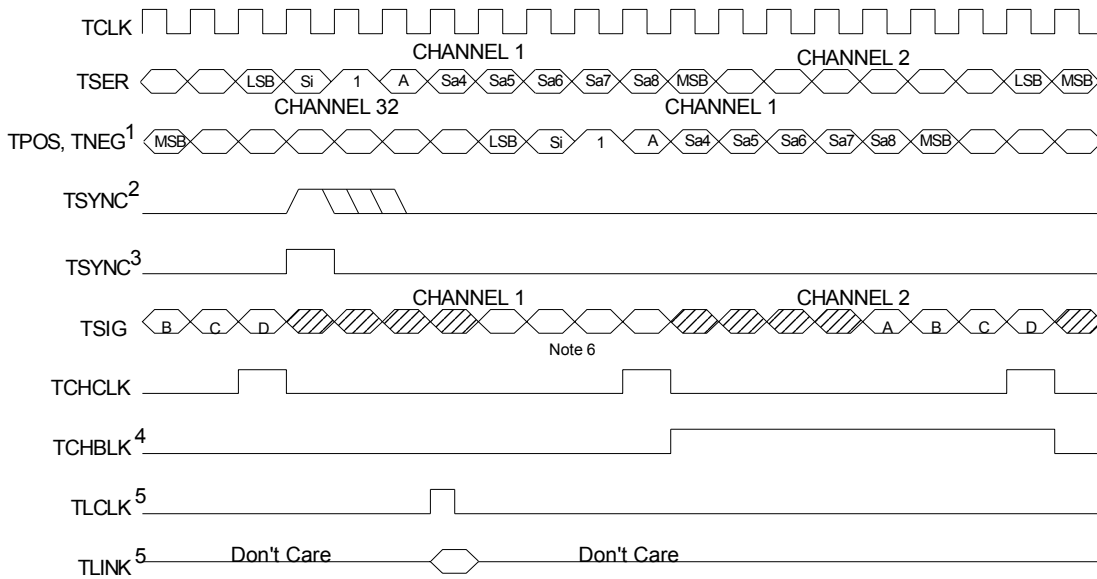 TCLK
CHANNEL 1 CHANNEL 2
TSER LSB Si 1 A Sa4 Sa5 Sa6 Sa7 Sa8 MSB LSB MSB
CHANNEL 32 CHANNEL 1
TPOS, TNEG1 MSB LSB Si 1 A Sa4 Sa5 Sa6 Sa7 Sa8 MSB
TSYNC2
TSYNC3
CHANNEL 1 CHANNEL 2
TSIG B C D A B C D
Note 6
TCHCLK
TCHBLK4
TLCLK5
TLINK5 Don't Care Don't Care